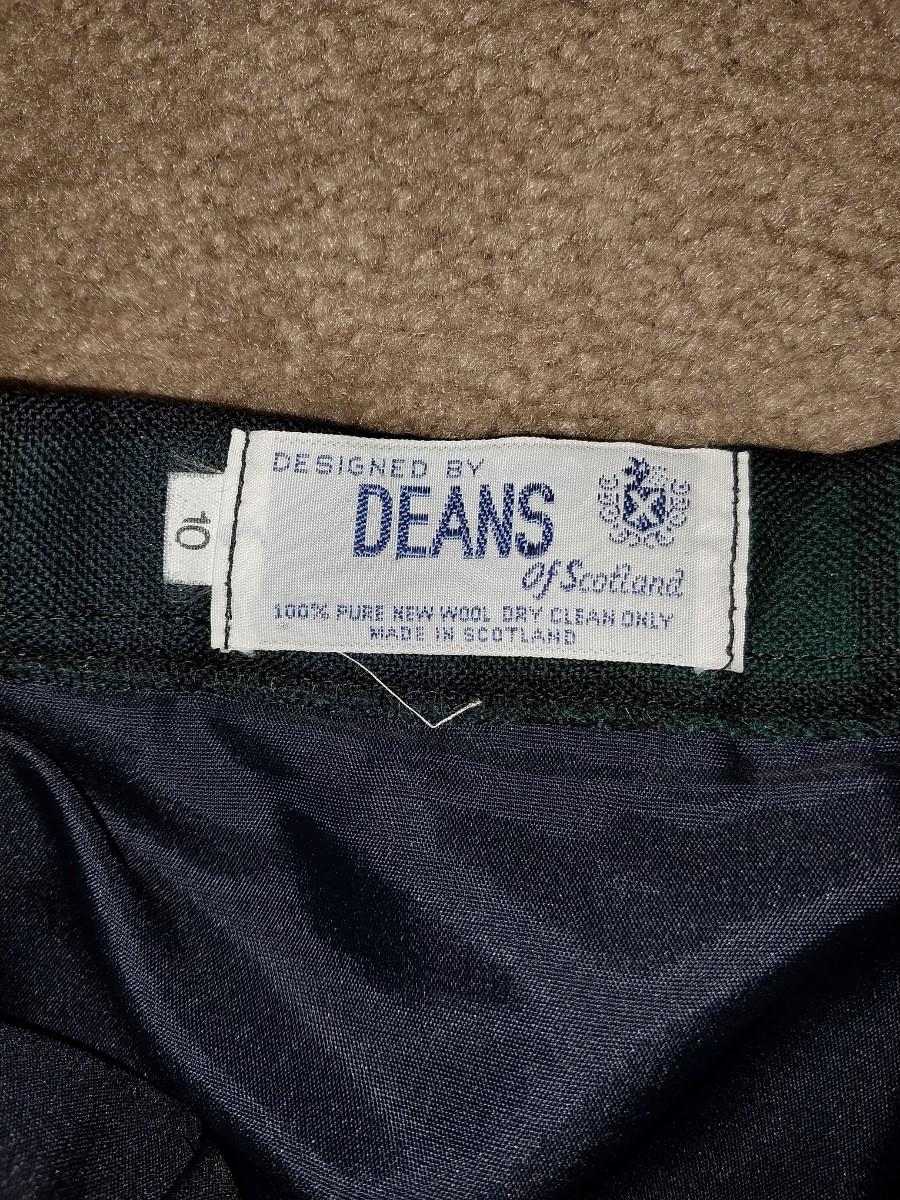 DESIGNED BY
DEANS
of Scotland
100% PURE NEW WOOL DRY CLEAN ONLY
MADE IN SCOTLAND
10